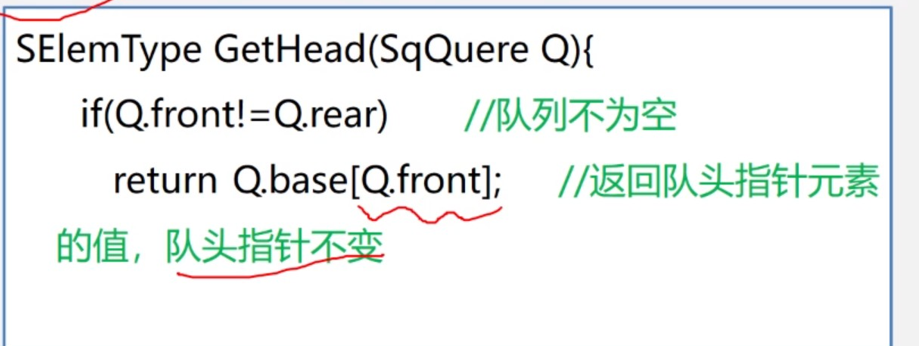 SElemType GetHead(SqQuere Q){
if(Q.front!=Q.rear) //队列不为空
return Q.base[Q.front]; //返回队头指针元素
的值，队头指针不变